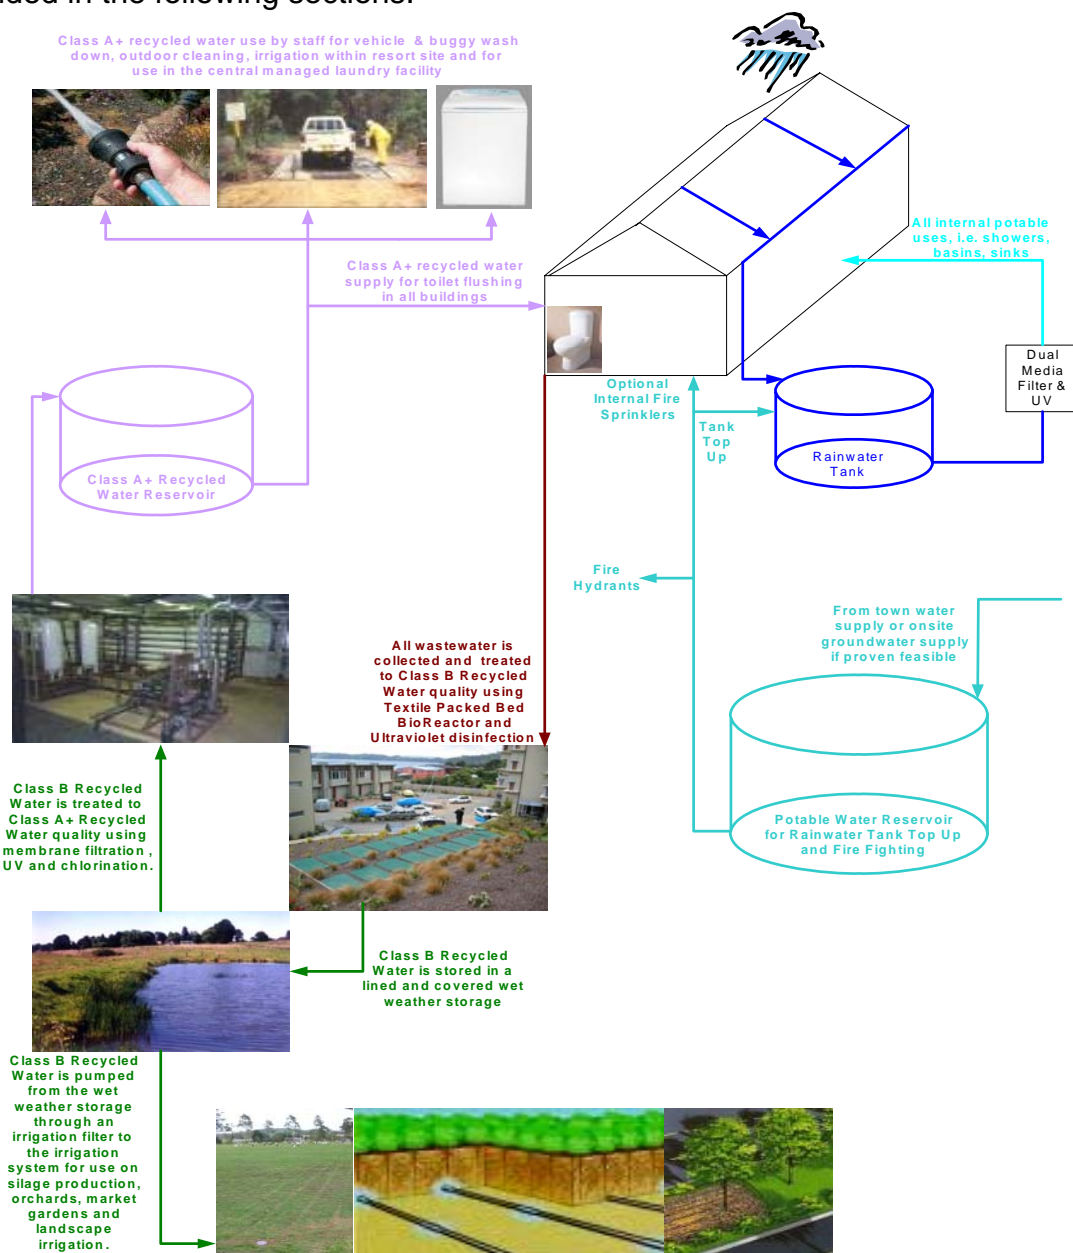 ded in the following sections.
Class A+ recycled water use by staff for vehicle & buggy wash
down, outdoor cleaning, irrigation within resort site and for
use in the central managed laundry facility
All internal potable
uses, i.e. showers,
basins, sinks
Class A+ recycled water
supply for toilet flushing
in all buildings
Dual
Media
Filter &
UV
Optional
Internal Fire
Sprinklers
Tank
Top
Up
Rainwater
Tank
Class A+ Recycled
Water Reservoir
Fire
Hydrants
From town water
supply or onsite
groundwater supply
if proven feasible
All wastewater is
collected and treated
to Class B Recycled
Water quality using
Textile Packed Bed
BioReactor and
Ultraviolet disinfection
Class B Recycled
Water is treated to
Class A+ Recycled
Water quality using
membrane filtration ,
UV and chlorination.
Potable Water Reservoir
for Rainwater Tank Top Up
and Fire Fighting
Class B Recycled
Water is stored in a
lined and covered wet
weather storage
Class B Recycled
Water is pumped
from the wet
weather storage
through an
irrigation filter to
the irrigation
system for use on
silage production,
orchards, market
gardens and
landscape
irrigation .